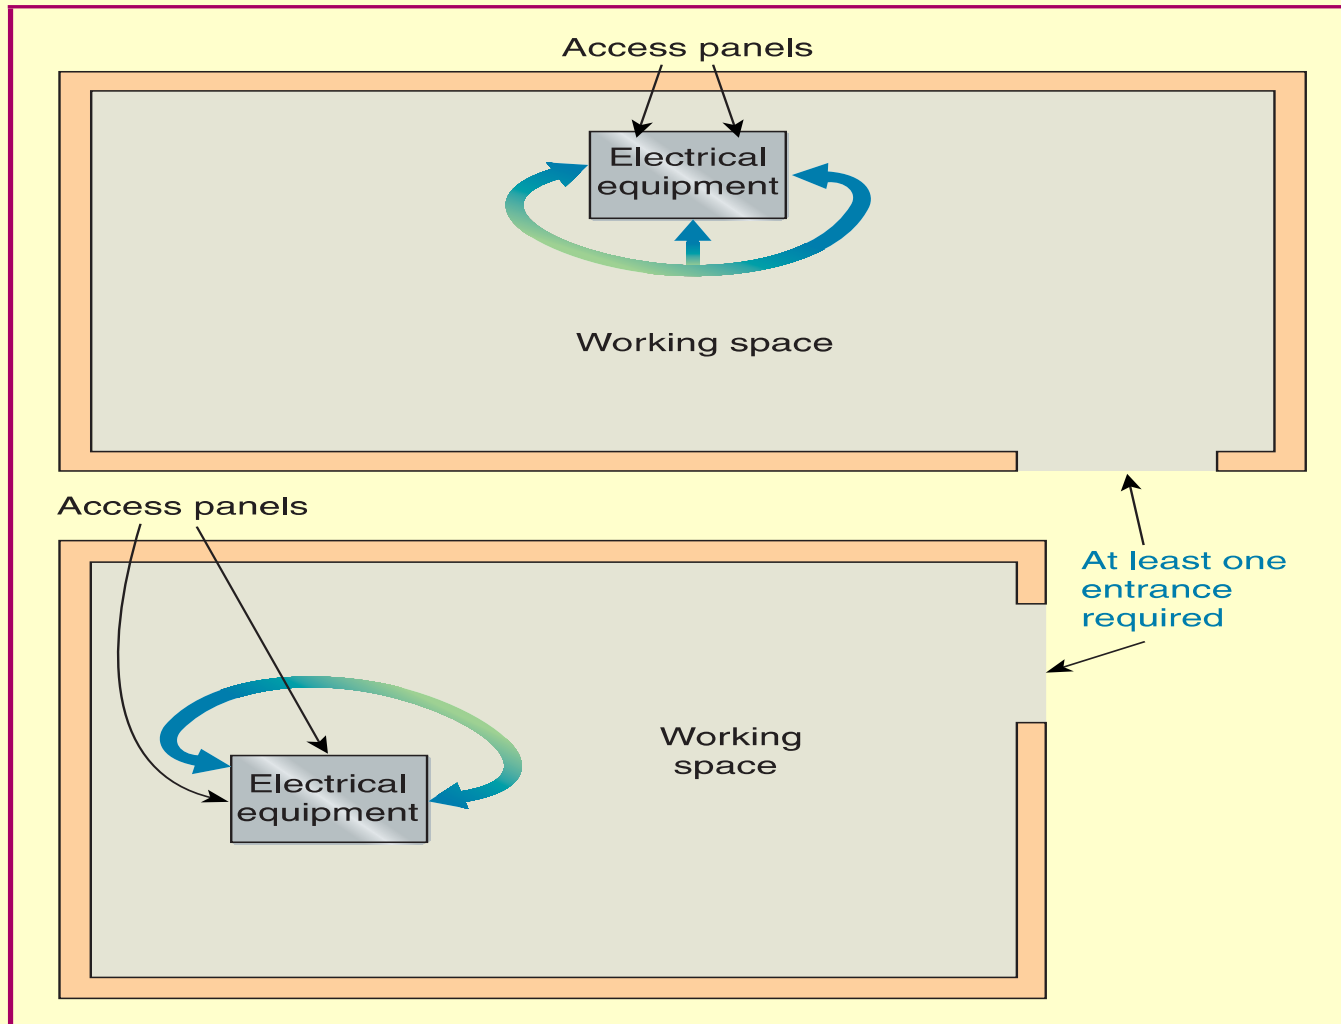 Access panels
Electrical
equipment
Working space
Access panels
At least one
entrance
required
Working
space
Electrical
equipment